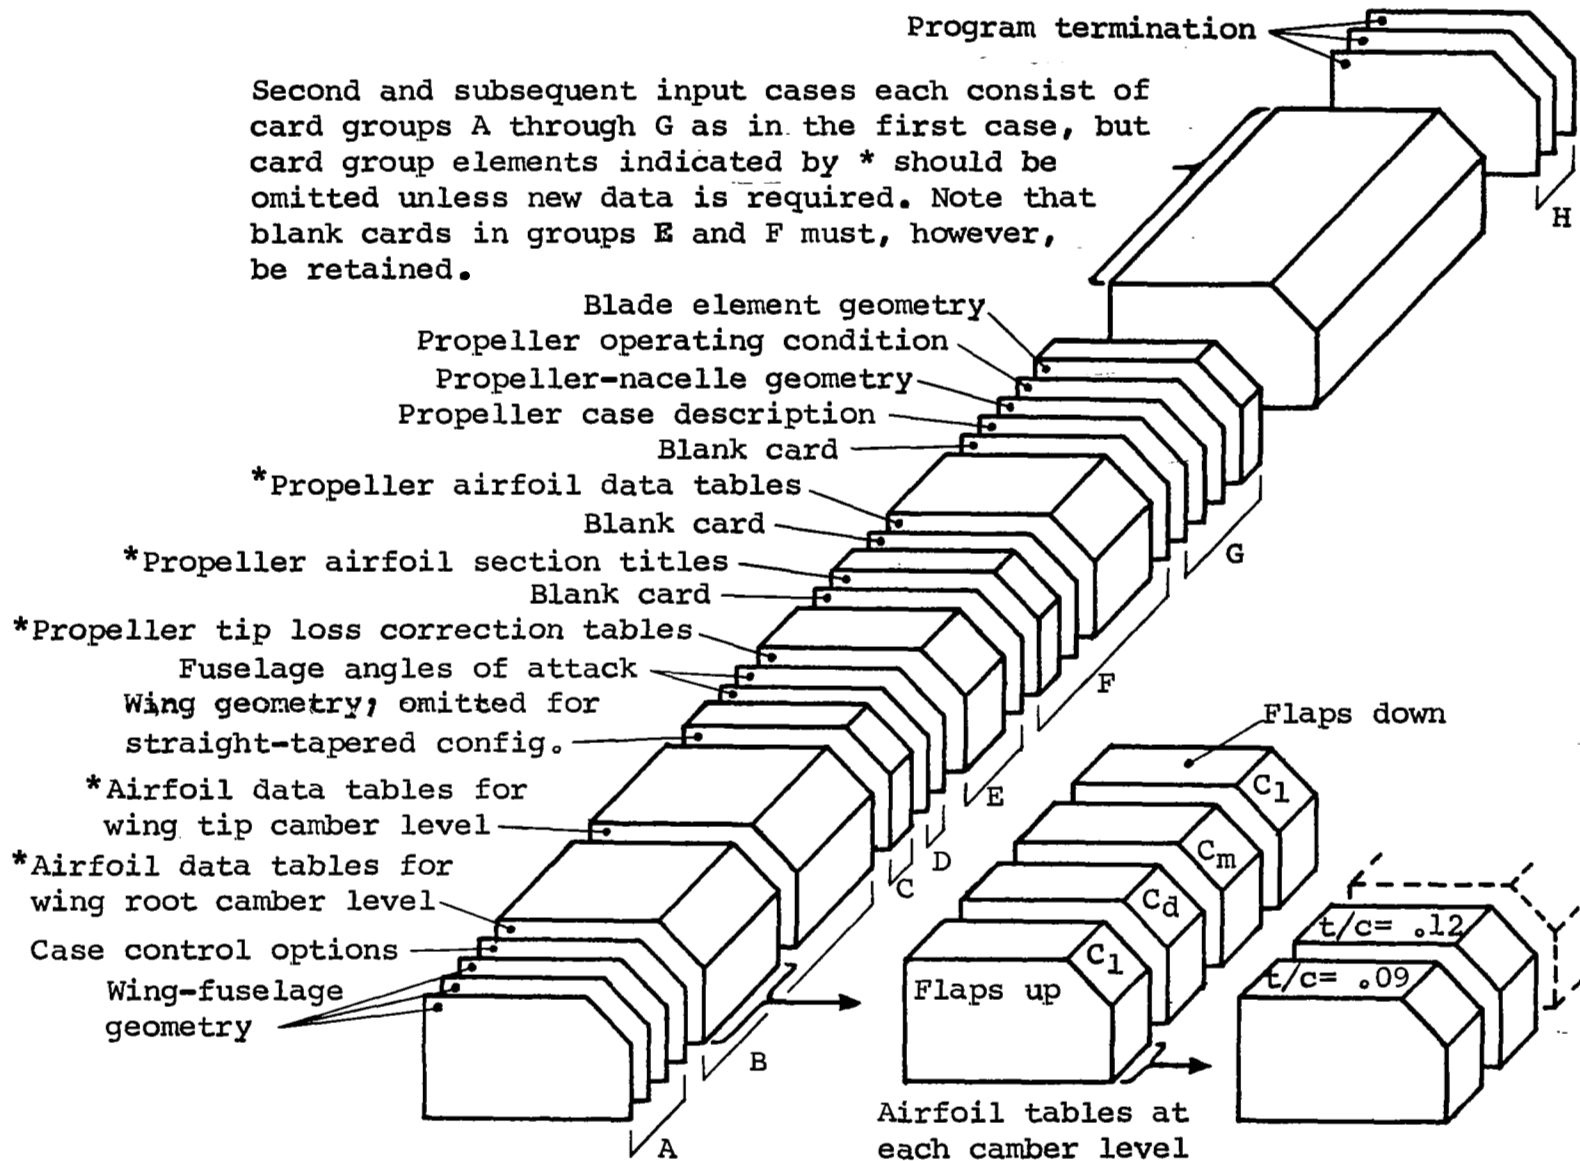 Program termination
Second and subsequent input cases each consist of
card groups A through G as in the first case, but
card group elements indicated by * should be
omitted unless new data is required. Note that
blank cards in groups E and F must, however,
be retained.
H
Blade element geometry
Propeller operating condition
Propeller-nacelle geometry
Propeller case description
Blank card
*Propeller airfoil data tables
Blank card
*Propeller airfoil section titles
Blank card
*Propeller tip loss correction tables
Fuselage angles of attack
Wing geometry; omitted for
straight-tapered config.
*Airfoil data tables for
wing tip camber level
*Airfoil data tables for
wing root camber level
Case control options
Wing-fuselage
geometry
G
F
E
D
C
B
A
Flaps down
Cl
Cm
Cd
Cl
Flaps up
t/c= .12
t/c= .09
Airfoil tables at
each camber level